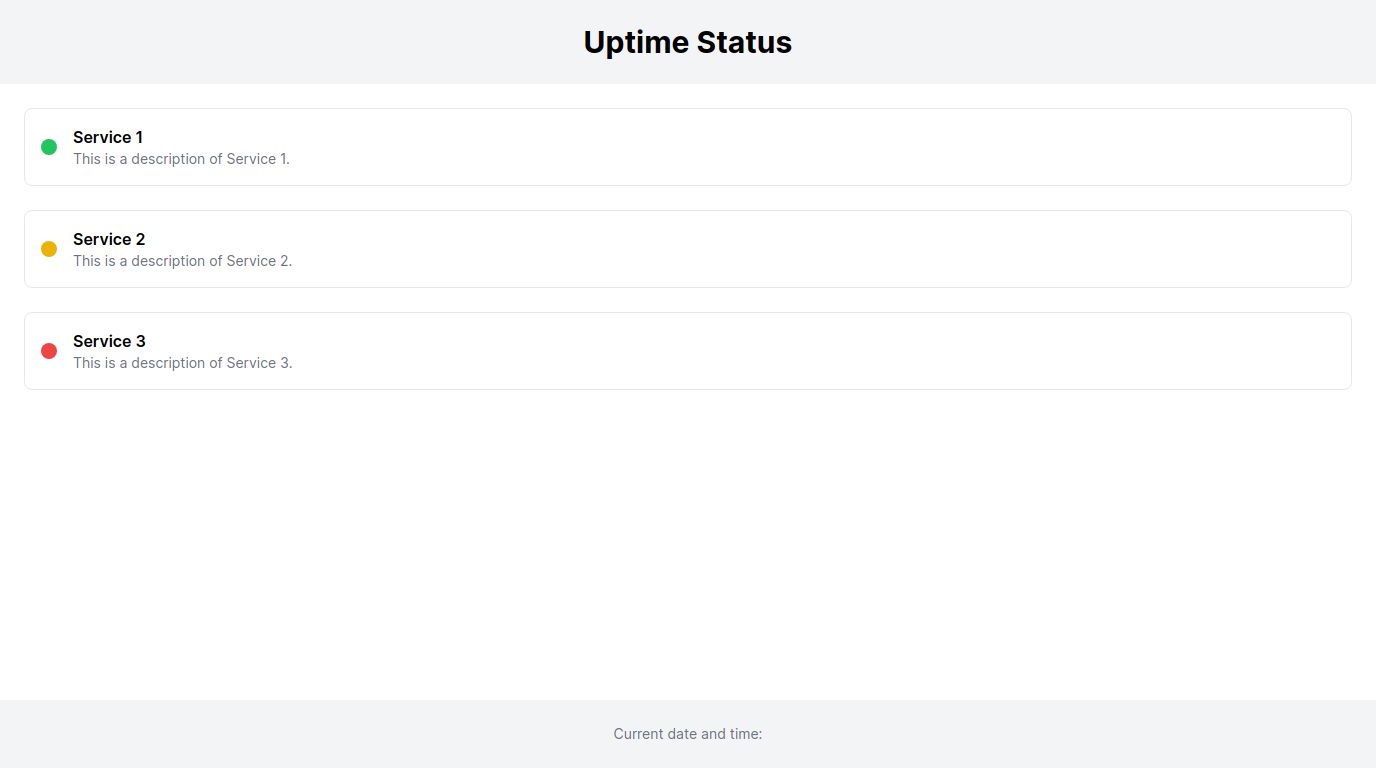 Uptime Status
Service 1
This is a description of Service 1.
Service 2
This is a description of Service 2.
Service 3
This is a description of Service 3.
Current date and time: